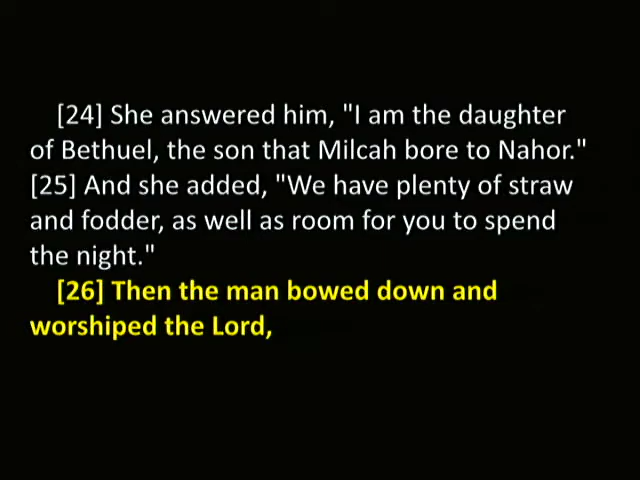 [24] She answered him, "I am the daughter
of Bethuel, the son that Milcah bore to Nahor."
[25] And she added, "We have plenty of straw
and fodder, as well as room for you to spend
the night."
[26] Then the man bowed down and
worshiped the Lord,